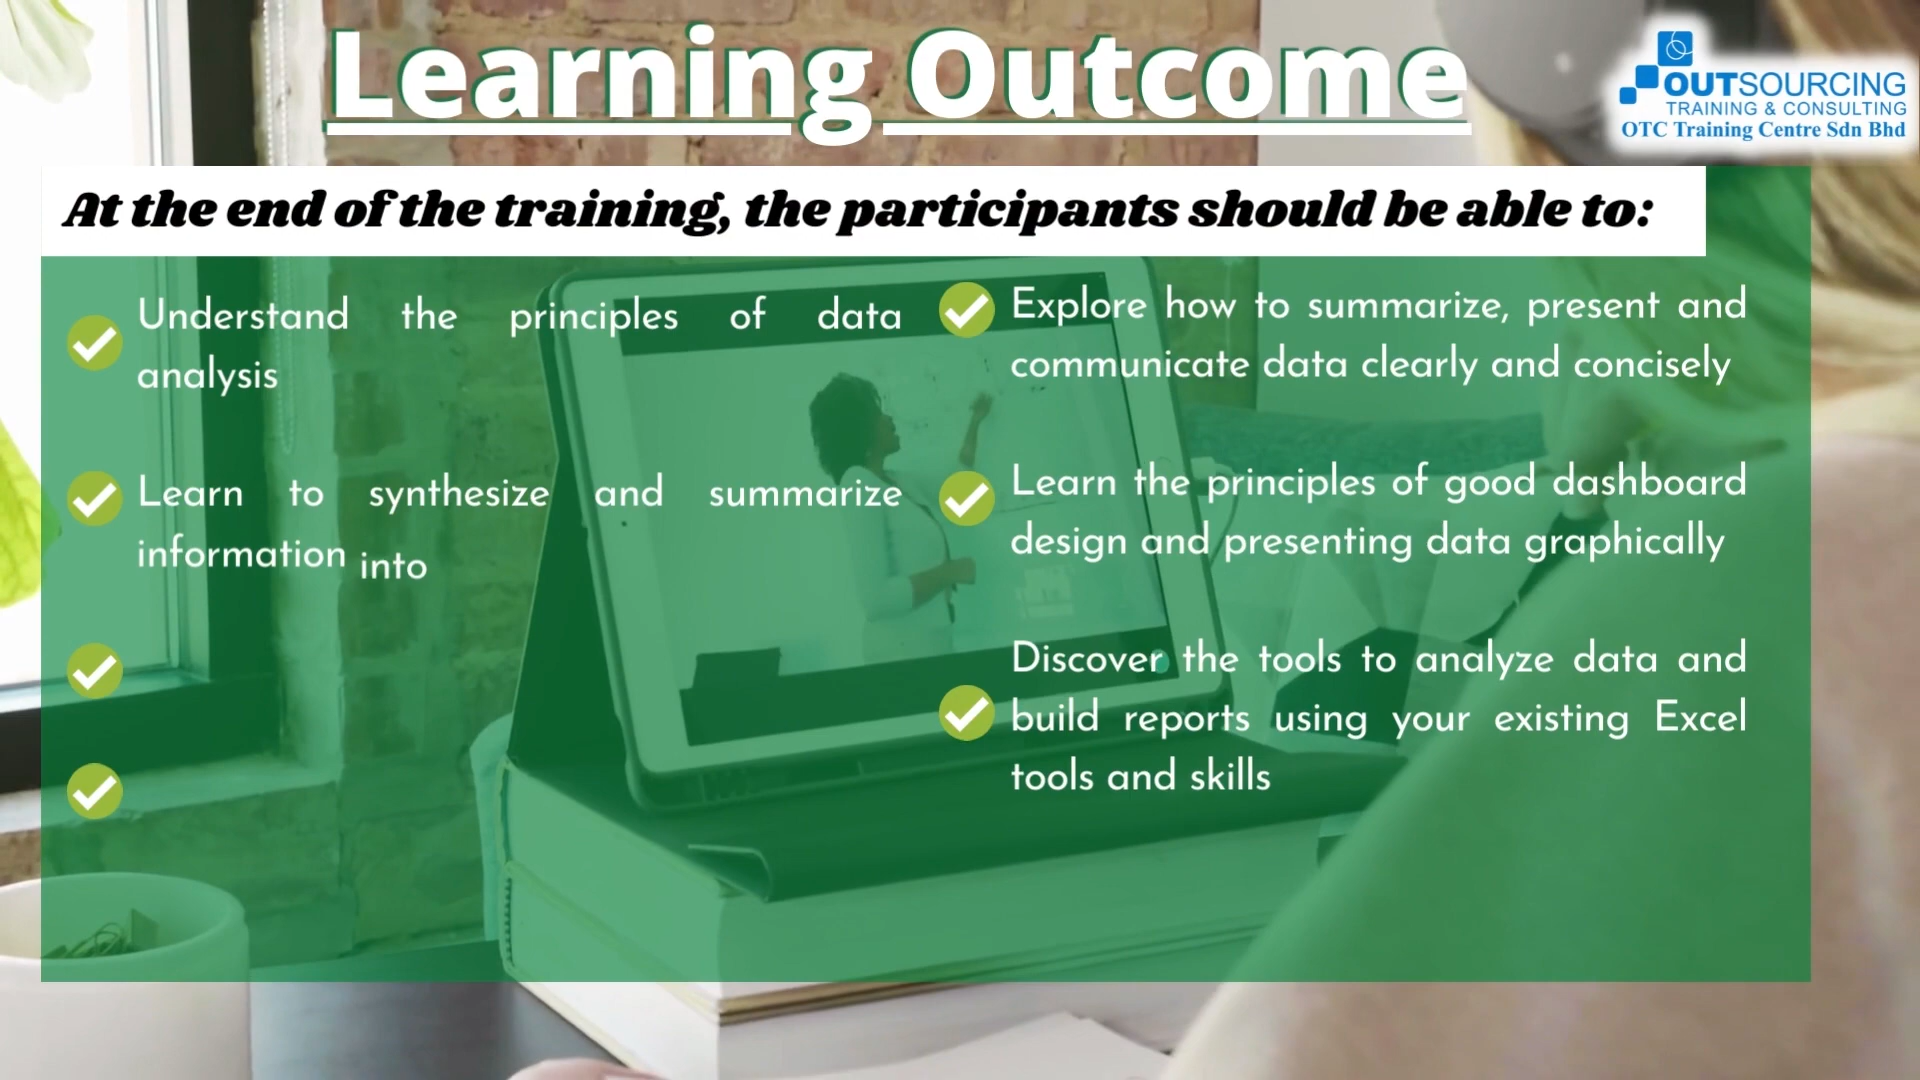 Learning Outcome
OUTSOURCING
TRAINING & CONSULTING
OTC Training Centre Sdn Bhd
At the end of the training, the participants should be able to:
Understand the principles of data
analysis
Learn to synthesize and summarize
information into
Explore how to summarize, present and
communicate data clearly and concisely
Learn the principles of good dashboard
design and presenting data graphically
Discover the tools to analyze data and
build reports using your existing Excel
tools and skills